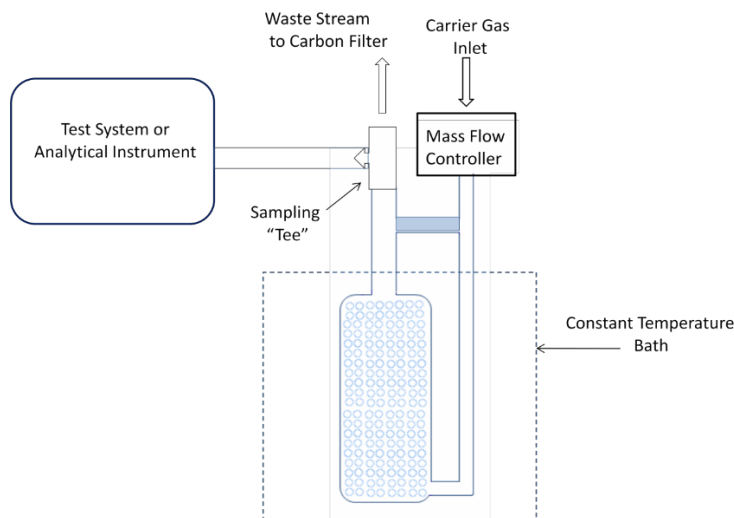 Waste Stream
to Carbon Filter
Carrier Gas
Inlet
Test System or
Analytical Instrument
Mass Flow
Controller
Sampling
“Tee”
Constant Temperature
Bath